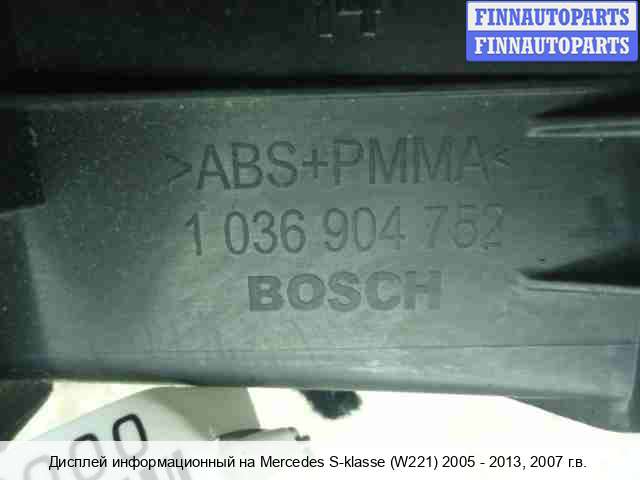 FINNAUTOPARTS
FINNAUTOPARTS
>ABS+PMMA<
1 036 904 752
BOSCH
Дисплей информационный на Mercedes S-klasse (W221) 2005 - 2013, 2007 г.в.